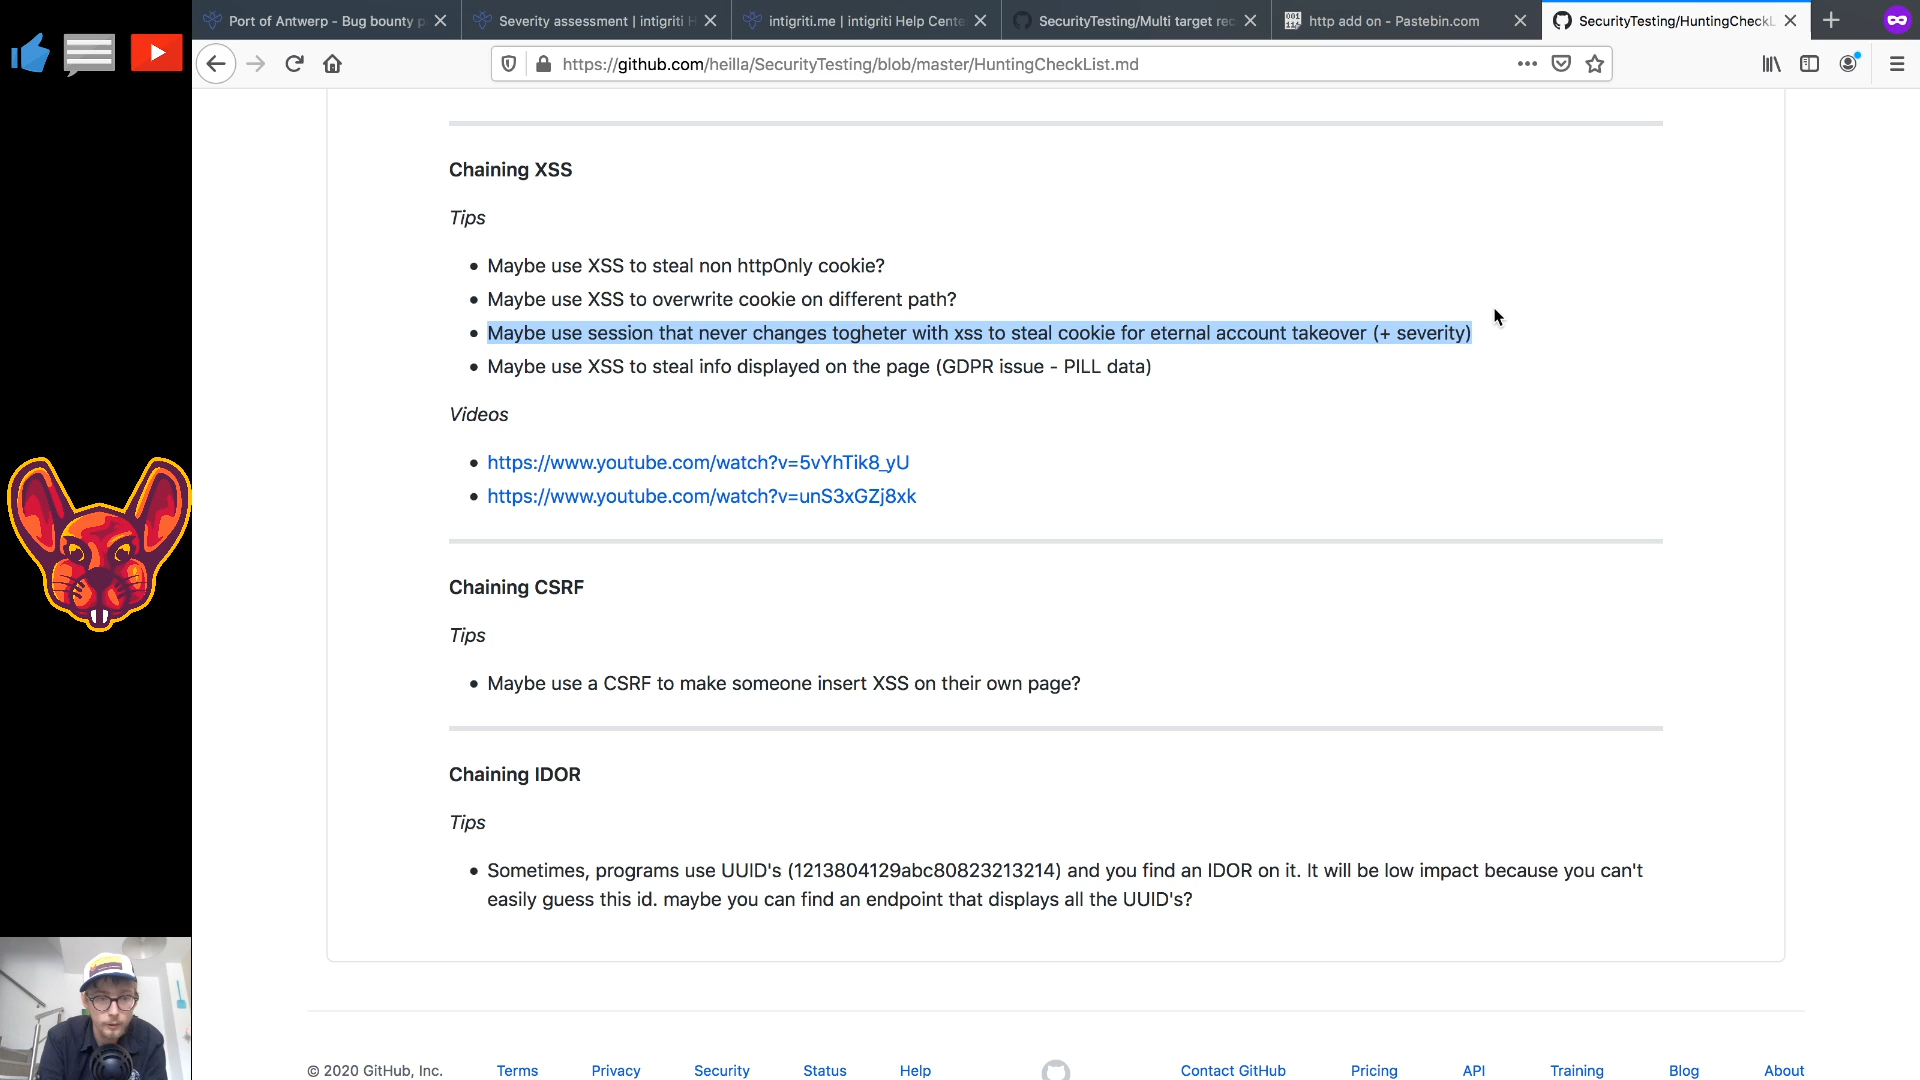 Port of Antwerp - Bug bounty p
Severity assessment | intigriti H
intigriti.me | intigriti Help Cente
SecurityTesting/Multi target rec
http add on - Pastebin.com
SecurityTesting/HuntingCheckL
https://github.com/heilla/SecurityTesting/blob/master/HuntingCheckList.md
Chaining XSS
Tips
Maybe use XSS to steal non httpOnly cookie?
Maybe use XSS to overwrite cookie on different path?
Maybe use session that never changes togheter with xss to steal cookie for eternal account takeover (+ severity)
Maybe use XSS to steal info displayed on the page (GDPR issue - PILL data)
Videos
https://www.youtube.com/watch?v=5vYhTik8_yU
https://www.youtube.com/watch?v=unS3xGZj8xk
Chaining CSRF
Tips
Maybe use a CSRF to make someone insert XSS on their own page?
Chaining IDOR
Tips
Sometimes, programs use UUID's (1213804129abc80823213214) and you find an IDOR on it. It will be low impact because you can't
easily guess this id. maybe you can find an endpoint that displays all the UUID's?
© 2020 GitHub, Inc. Terms Privacy Security Status Help Contact GitHub Pricing API Training Blog About